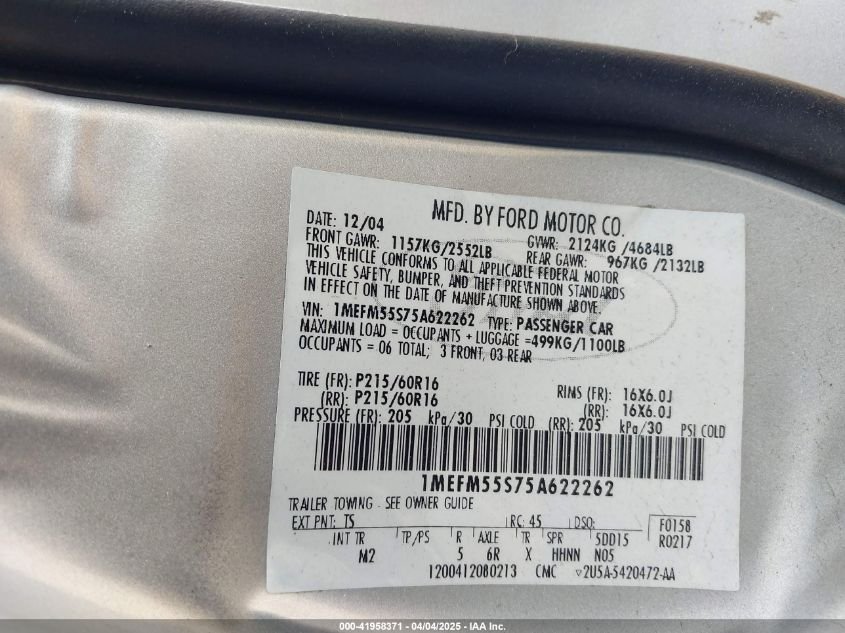 MFD. BY FORD MOTOR CO.
DATE: 12/04 GVWR: 2124KG /4684LB
FRONT GAWR: 1157KG/2552LB REAR GAWR: 967KG /2132LB
THIS VEHICLE CONFORMS TO ALL APPLICABLE FEDERAL MOTOR
VEHICLE SAFETY, BUMPER, AND THEFT PREVENTION STANDARDS
IN EFFECT ON THE DATE OF MANUFACTURE SHOWN ABOVE.
VIN: 1MEFM55S75A622262 TYPE: PASSENGER CAR
MAXIMUM LOAD = OCCUPANTS + LUGGAGE =499KG/1100LB
OCCUPANTS = 06 TOTAL; 3 FRONT, 03 REAR
TIRE (FR): P215/60R16 RIMS (FR): 16X6.0J
(RR): P215/60R16 (RR): 16X6.0J
PRESSURE (FR): 205 kPa/30 PSI COLD (RR): 205 kPa/30 PSI COLD
1MEFM55S75A622262
TRAILER TOWING - SEE OWNER GUIDE
EXT PNT: TS RC: 45 DSO: F0158
INT TR TP/PS R AXLE TR SPR 5DD15 R0217
M2 5 6R X HHNN N05
1200412080213 CMC ▽2U5A-5420472-AA
000-41958371 - 04/04/2025 - IAA Inc.